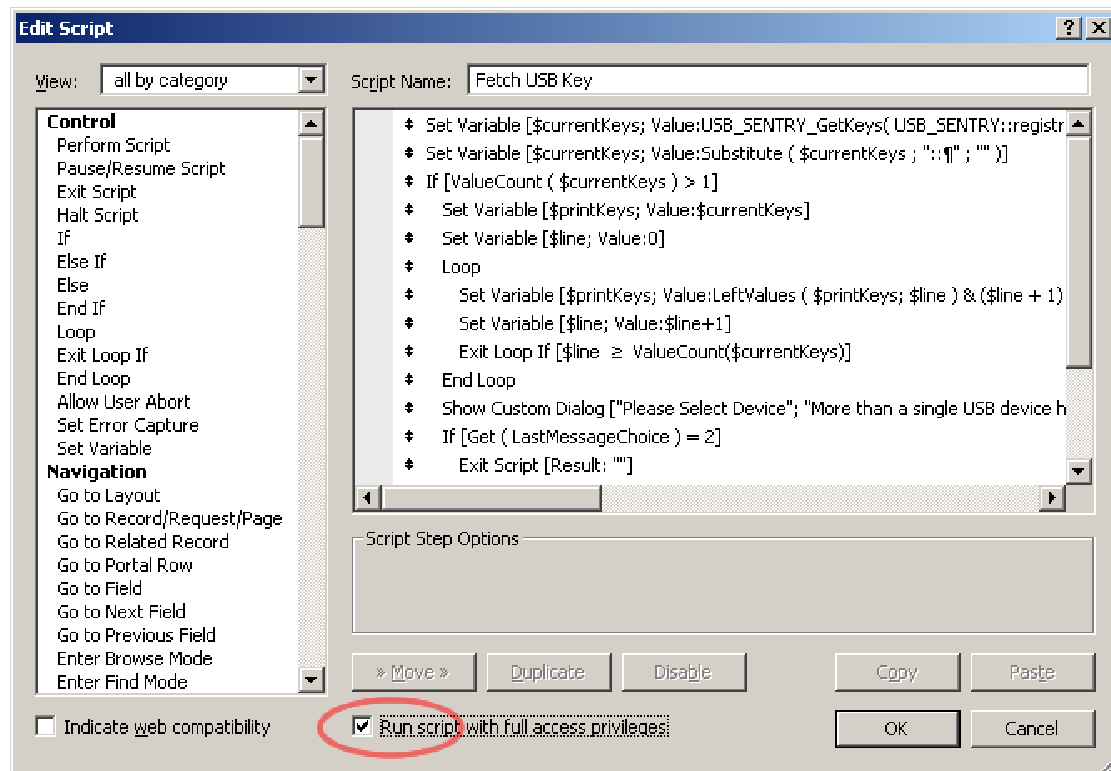 Edit Script
View: all by category
Script Name: Fetch USB Key
Control
Perform Script
Pause/Resume Script
Exit Script
Halt Script
If
Else If
Else
End If
Loop
Exit Loop If
End Loop
Allow User Abort
Set Error Capture
Set Variable
Navigation
Go to Layout
Go to Record/Request/Page
Go to Related Record
Go to Portal Row
Go to Field
Go to Next Field
Go to Previous Field
Enter Browse Mode
Enter Find Mode
Set Variable [$currentKeys; Value:USB_SENTRY_GetKeys( USB_SENTRY::registr
Set Variable [$currentKeys; Value:Substitute ( $currentKeys ; "::¶" ; "" )]
If [ValueCount ( $currentKeys ) > 1]
Set Variable [$printKeys; Value:$currentKeys]
Set Variable [$line; Value:0]
Loop
Set Variable [$printKeys; Value:LeftValues ( $printKeys; $line ) & ($line + 1)
Set Variable [$line; Value:$line+1]
Exit Loop If [$line ≥ ValueCount($currentKeys)]
End Loop
Show Custom Dialog ["Please Select Device"; "More than a single USB device h
If [Get ( LastMessageChoice ) = 2]
Exit Script [Result: ""]
Script Step Options
» Move » Duplicate Disable Copy Paste
Indicate web compatibility
Run script with full access privileges
OK Cancel